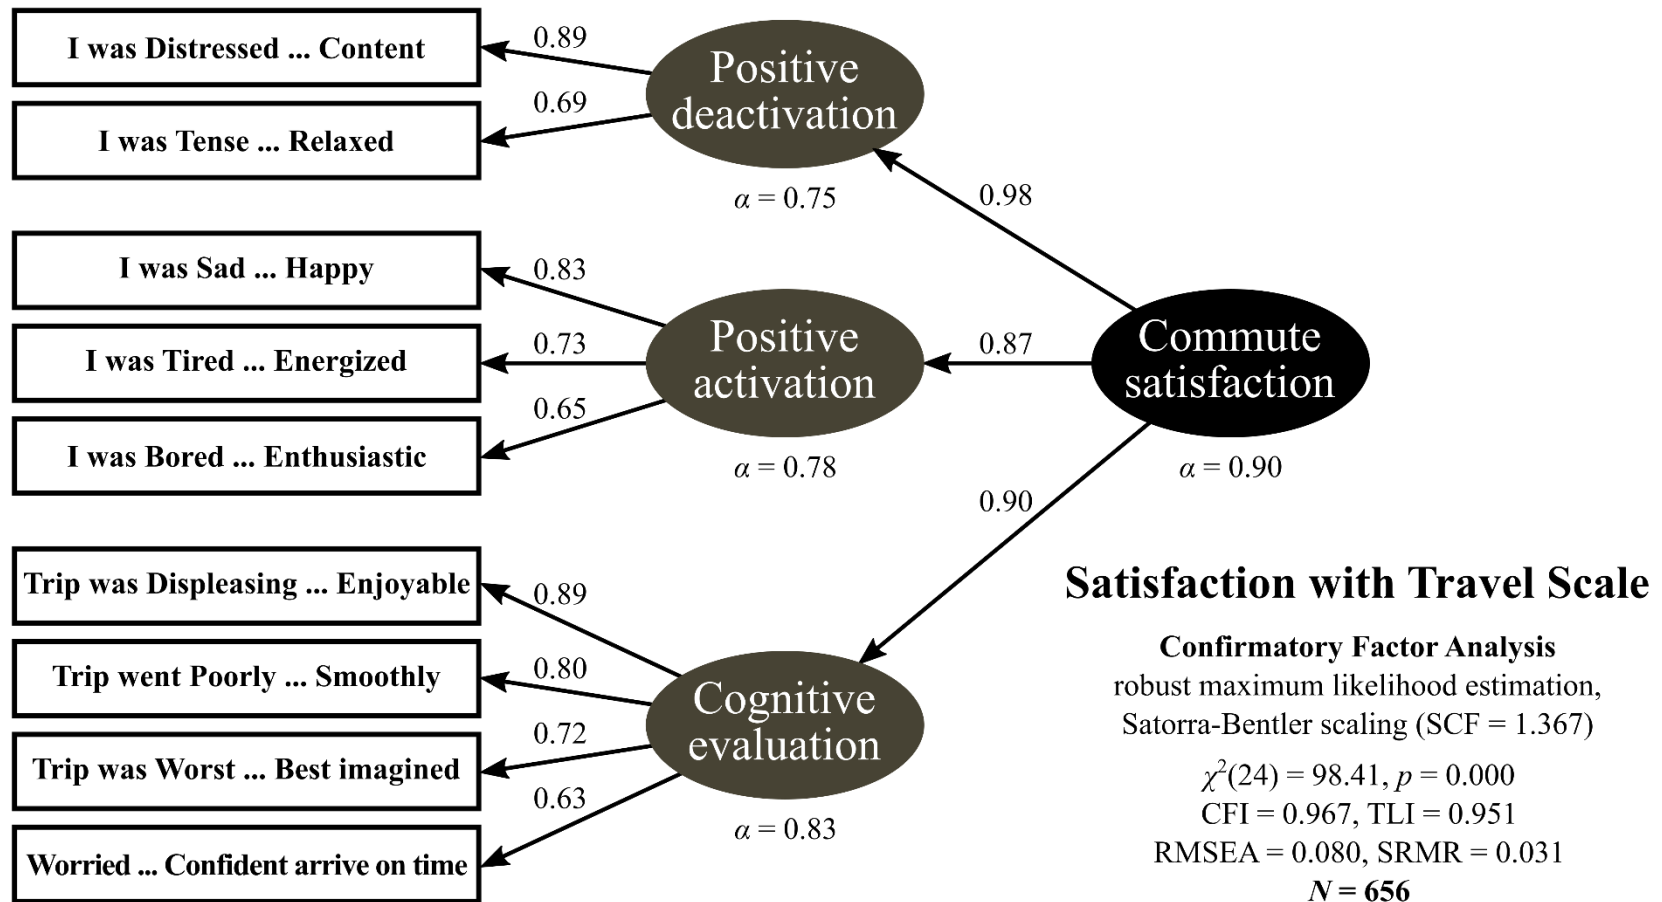 I was Distressed ... Content
0.89
Positive
deactivation
0.69
I was Tense ... Relaxed
α = 0.75
0.98
I was Sad ... Happy
0.83
I was Tired ... Energized
0.73
Positive
activation
0.87
Commute
satisfaction
0.65
I was Bored ... Enthusiastic
α = 0.78
α = 0.90
0.90
Trip was Displeasing ... Enjoyable
0.89
Trip went Poorly ... Smoothly
0.80
Cognitive
evaluation
0.72
Trip was Worst ... Best imagined
0.63
α = 0.83
Worried ... Confident arrive on time
Satisfaction with Travel Scale
Confirmatory Factor Analysis
robust maximum likelihood estimation,
Satorra-Bentler scaling (SCF = 1.367)
χ²(24) = 98.41, p = 0.000
CFI = 0.967, TLI = 0.951
RMSEA = 0.080, SRMR = 0.031
N = 656